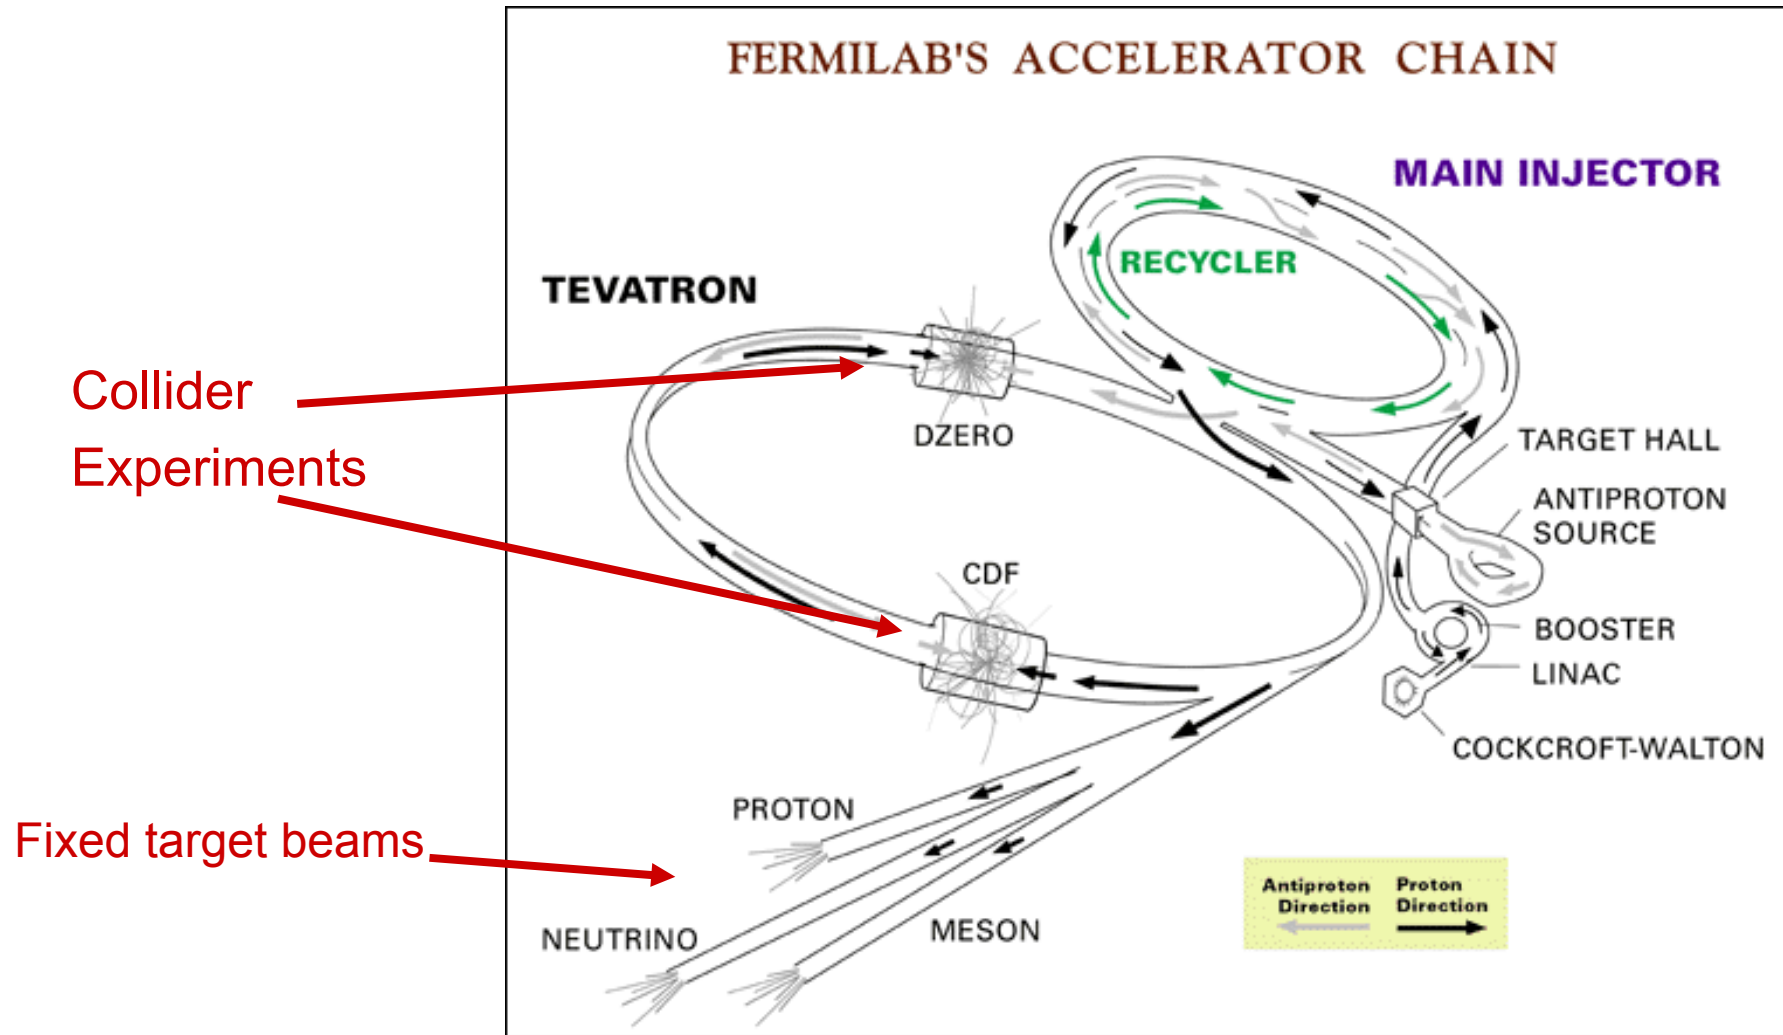 FERMILAB'S ACCELERATOR CHAIN
MAIN INJECTOR
RECYCLER
TEVATRON
Collider
Experiments
DZERO
TARGET HALL
ANTIPROTON
SOURCE
CDF
BOOSTER
LINAC
COCKCROFT-WALTON
PROTON
Fixed target beams
NEUTRINO
MESON
Antiproton
Direction
Proton
Direction